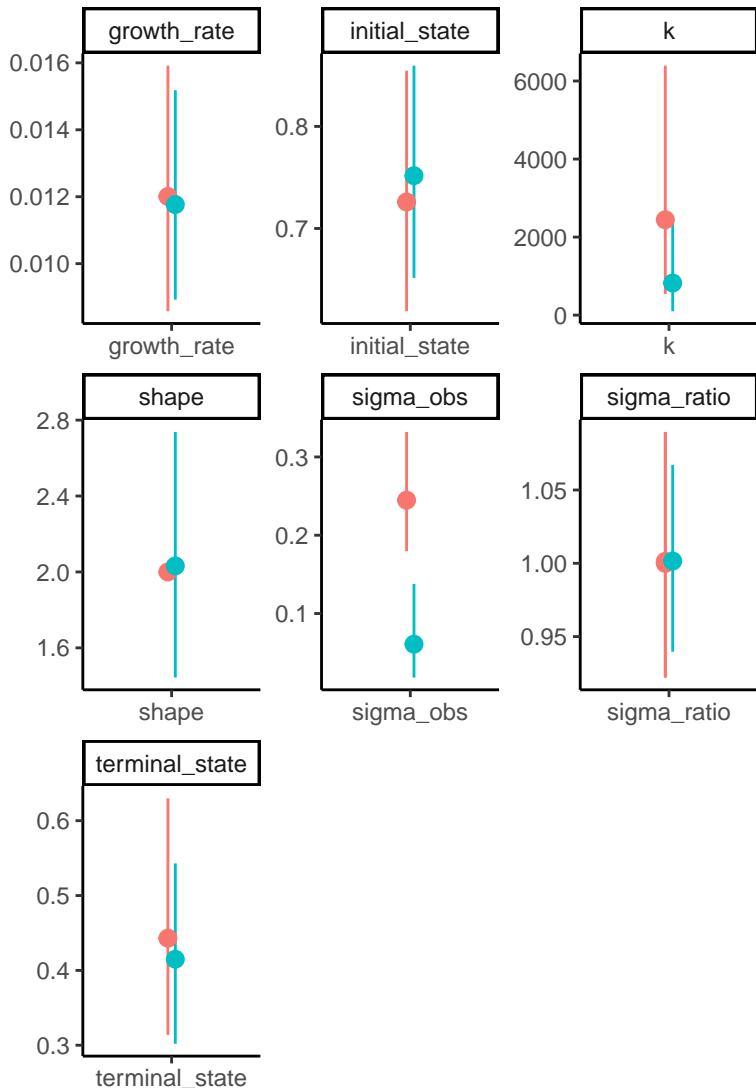 growth_rate
initial_state
k
0.016
0.014
0.012
0.010
0.8
0.7
6000
4000
2000
0
growth_rate
initial_state
k
shape
sigma_obs
sigma_ratio
2.8
2.4
2.0
1.6
0.3
0.2
0.1
1.05
1.00
0.95
shape
sigma_obs
sigma_ratio
terminal_state
0.6
0.5
0.4
0.3
terminal_state